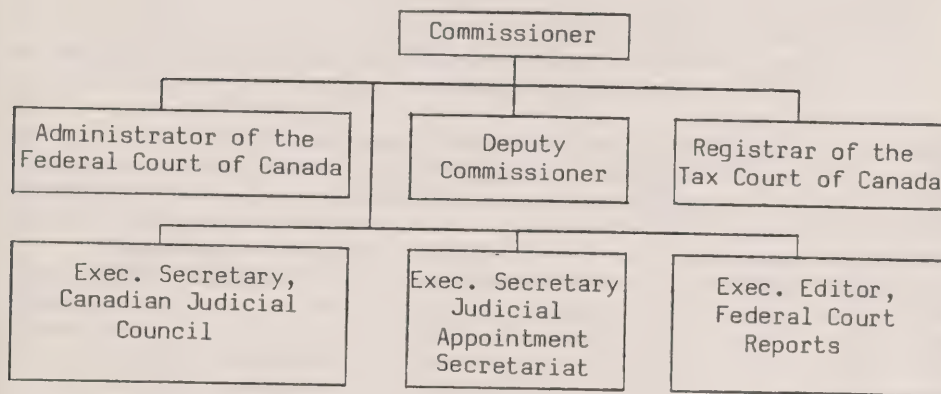 Commissioner
Administrator of the
Federal Court of Canada
Deputy
Commissioner
Registrar of the
Tax Court of Canada
Exec. Secretary,
Canadian Judicial
Council
Exec. Secretary
Judicial
Appointment
Secretariat
Exec. Editor,
Federal Court
Reports